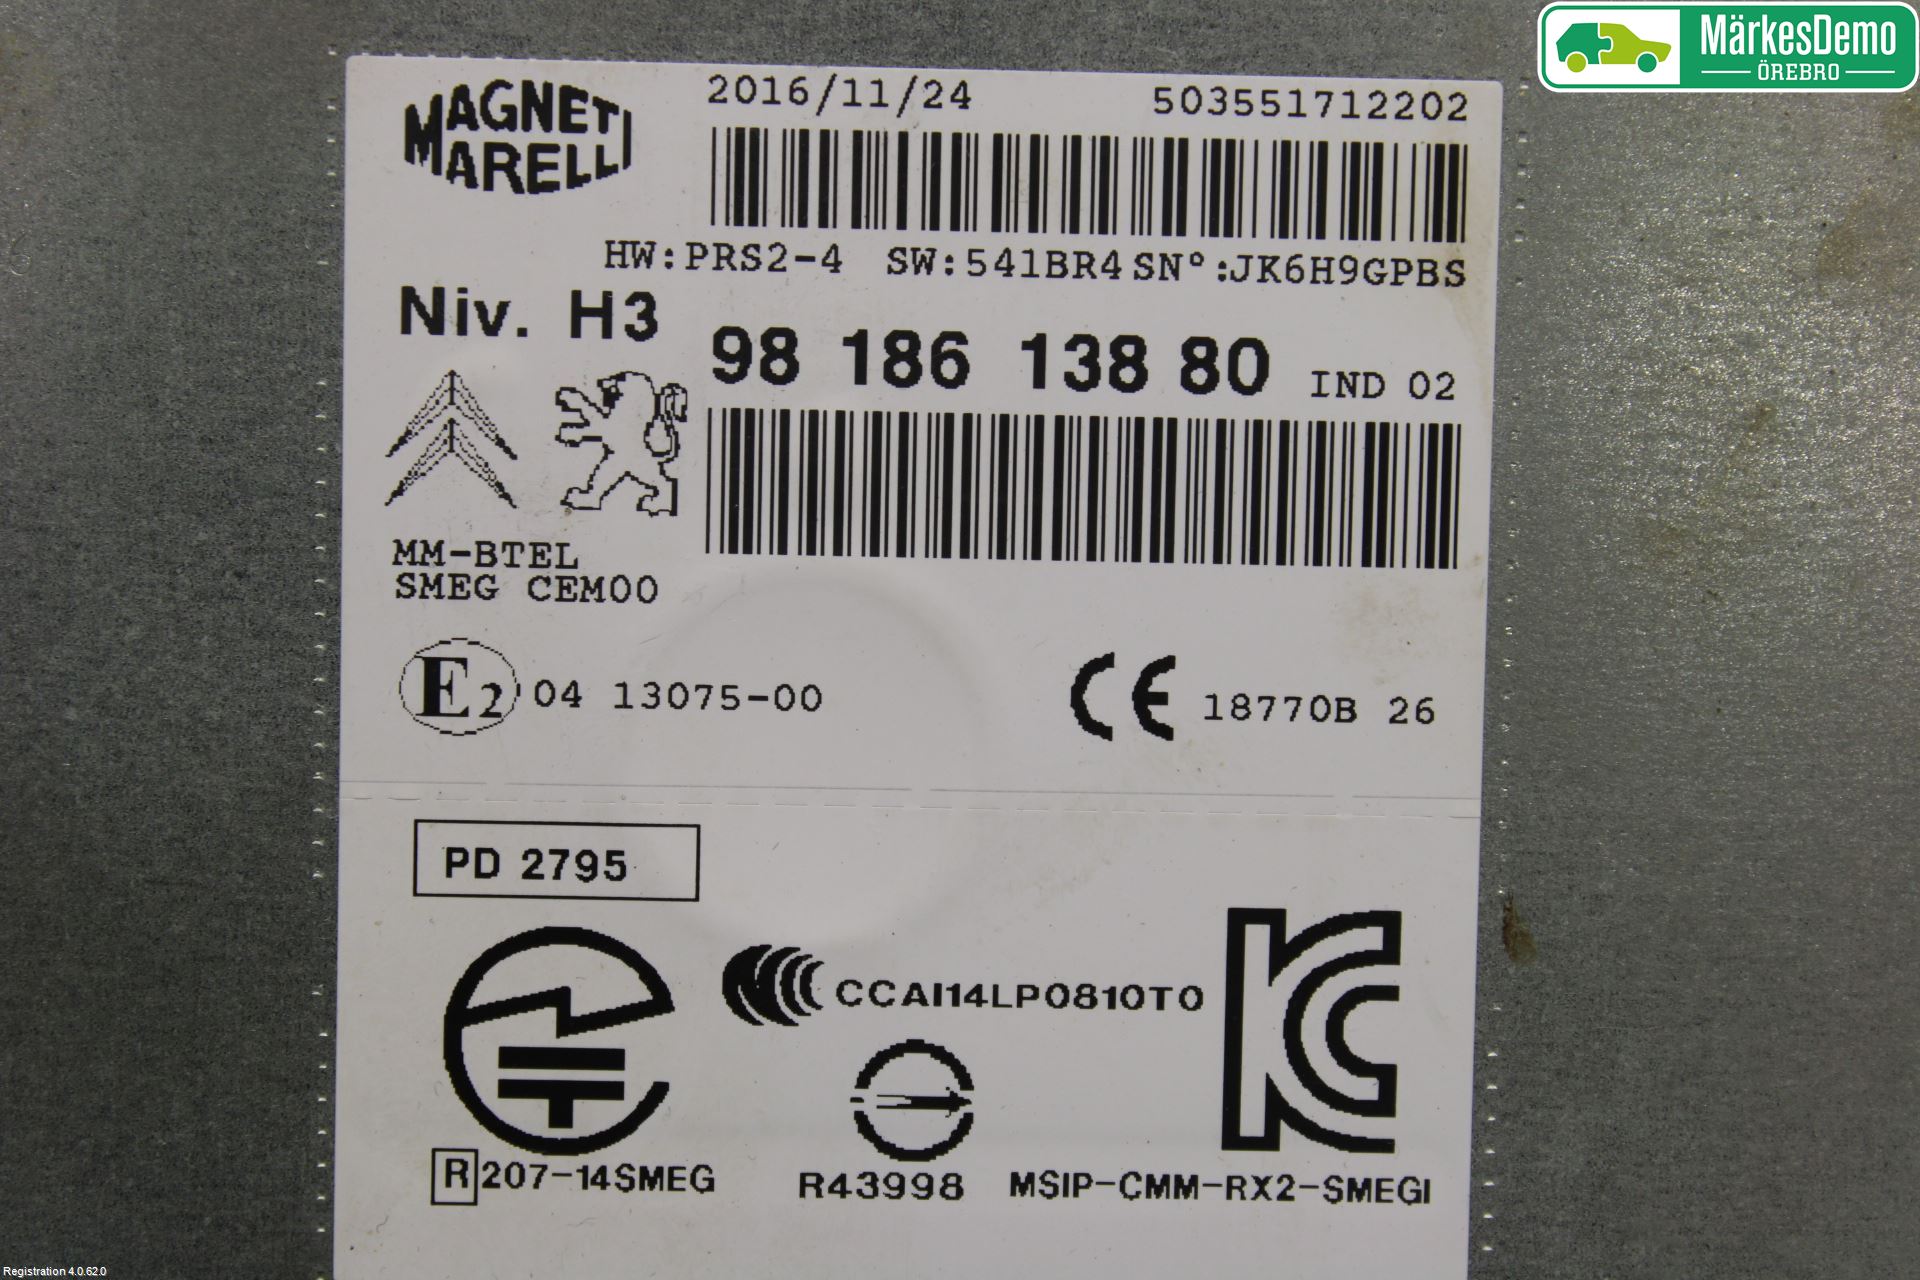 MärkesDemo
ÖREBRO
MAGNETI
MARELLI
2016/11/24 503551712202
HW:PRS2-4 SW:541BR4 SN°:JK6H9GPBS
Niv. H3
98 186 138 80 IND 02
MM-BTEL
SMEG CEM00
E2 04 13075-00
CE 18770B 26
PD 2795
CCAI14LP0810T0
R 207-14SMEG
R43998
MSIP-CMM-RX2-SMEGI
Registration 4.0.62.0